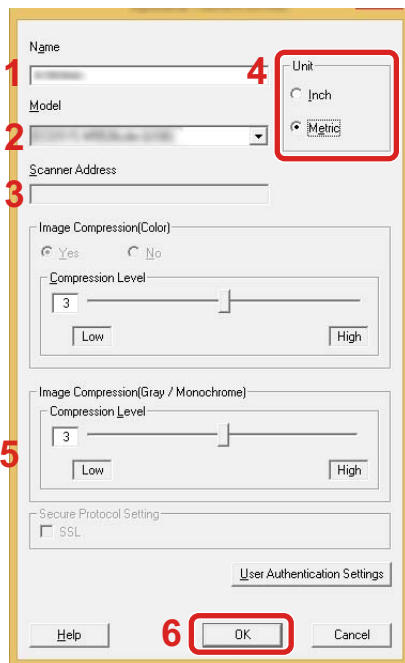 Name
4
Unit
1
Inch
Model
Metric
2
Scanner Address
3
Image Compression(Color)
Yes No
Compression Level
3
Low High
Image Compression(Gray / Monochrome)
Compression Level
3
5
Low High
Secure Protocol Setting
SSL
User Authentication Settings
6
Help OK Cancel